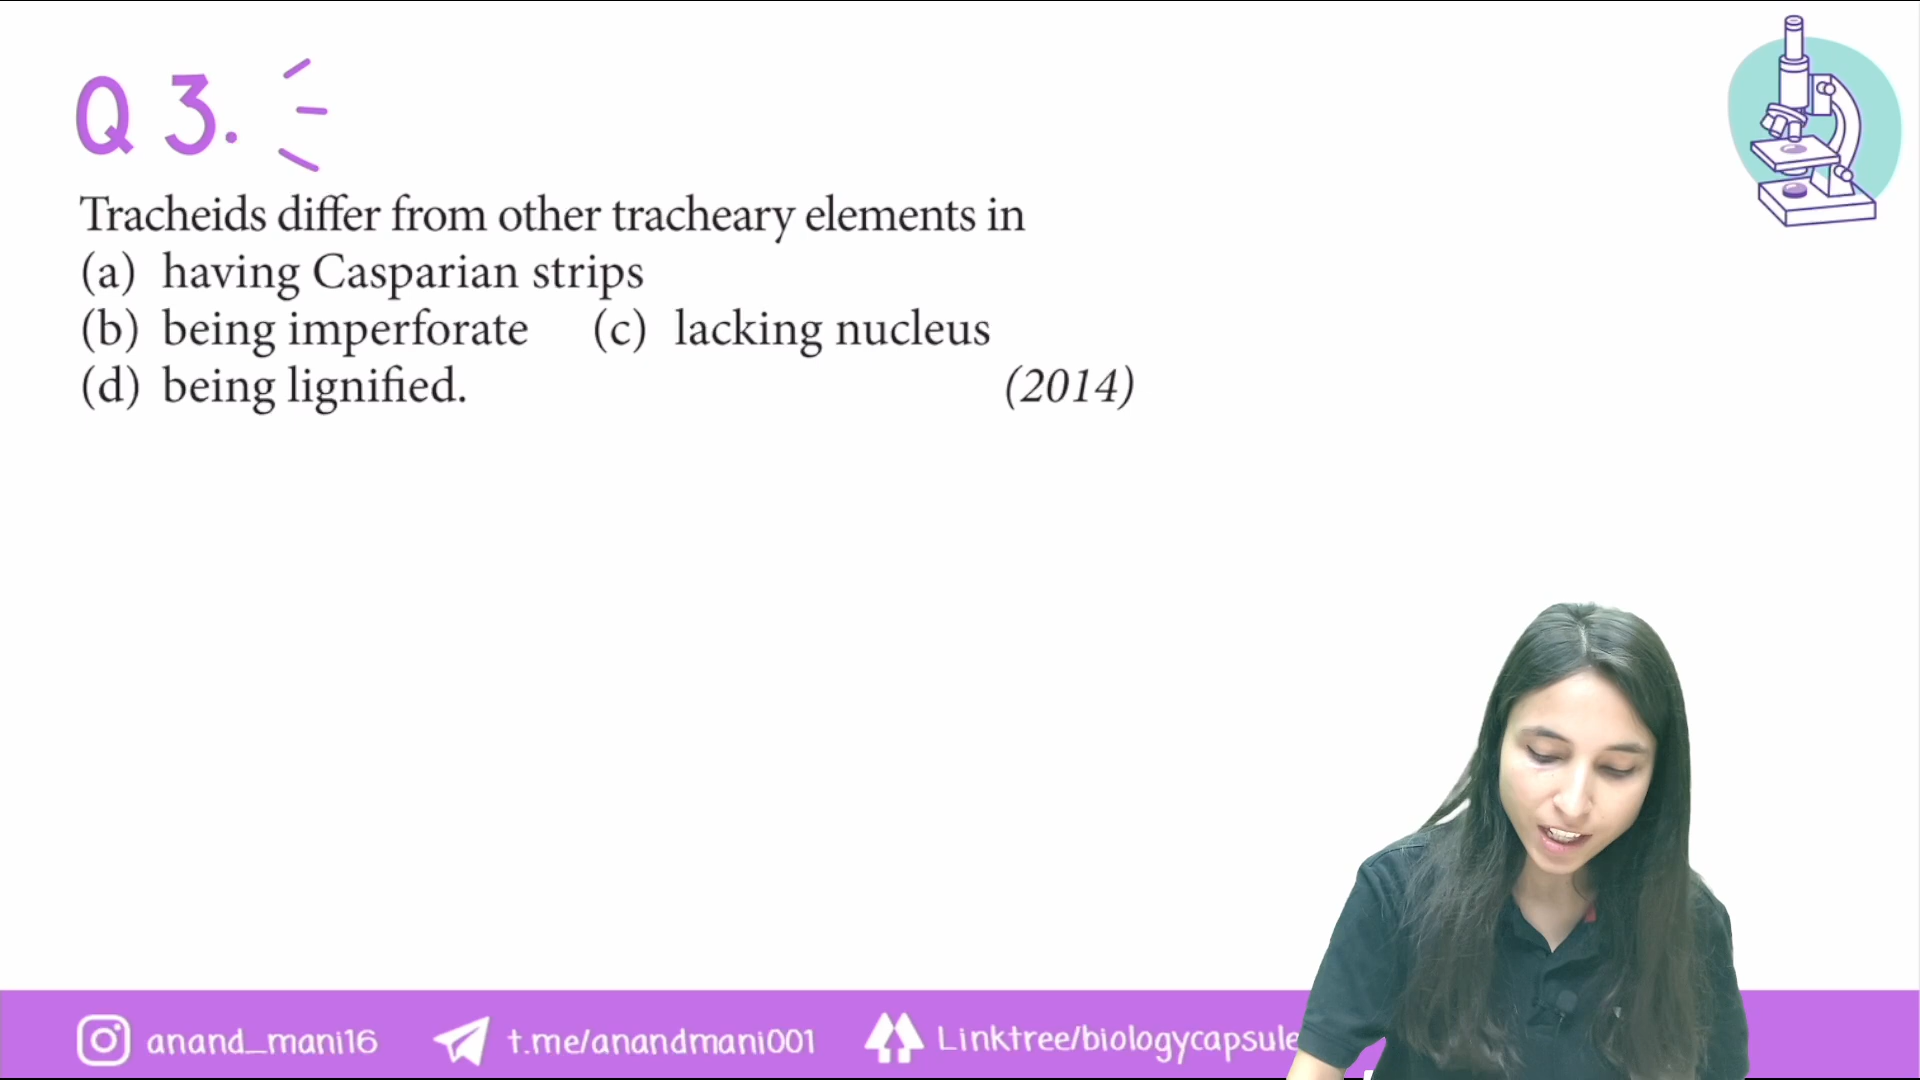 Q 3.
Tracheids differ from other tracheary elements in
(a) having Casparian strips
(b) being imperforate (c) lacking nucleus
(d) being lignified. (2014)
anand_mani16 t.me/anandmani001 Linktree/biologycapsule